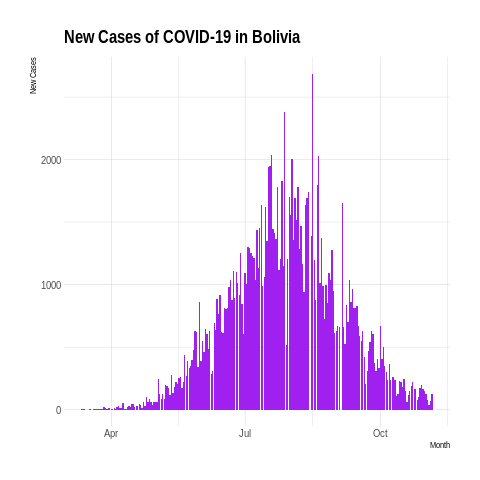 New Cases of COVID-19 in Bolivia
New Cases
2000
1000
0
Apr
Jul
Oct
Month